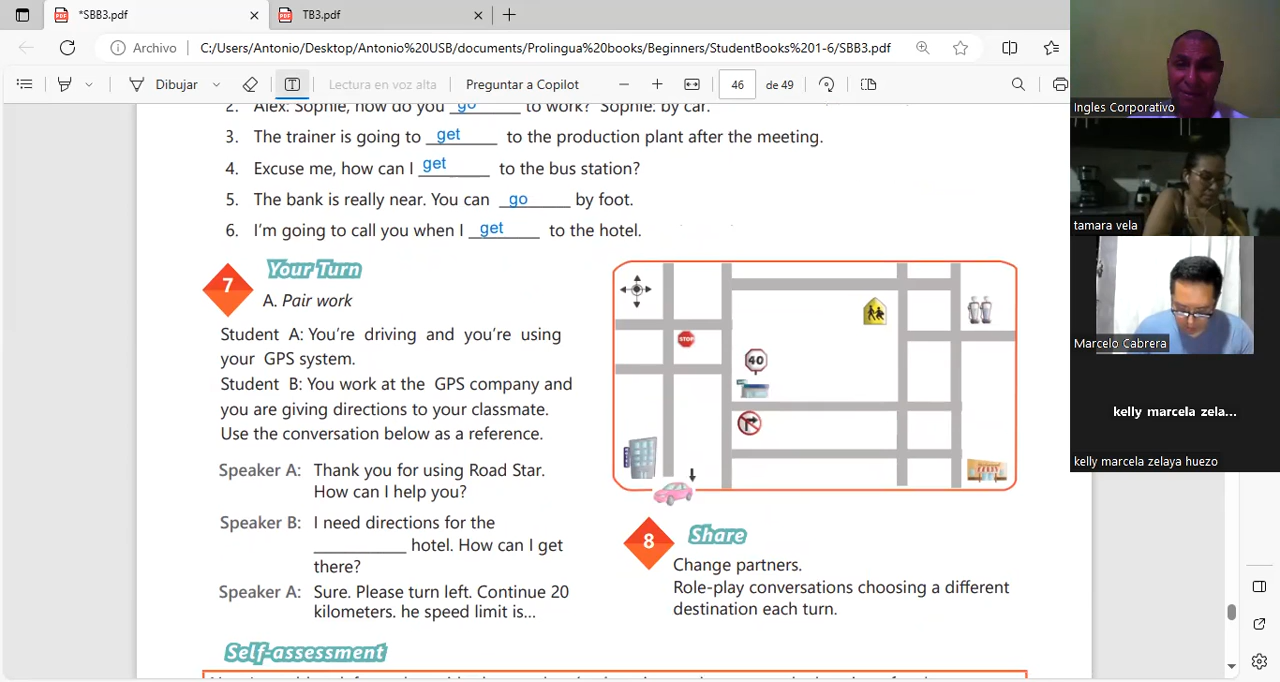 *SBB3.pdf
TB3.pdf
Archivo
C:/Users/Antonio/Desktop/Antonio%20USB/documents/Prolingua%20books/Beginners/StudentBooks%201-6/SBB3.pdf
Dibujar
Lectura en voz alta
Preguntar a Copilot
46
de 49
2. Alex: Sophie, how do you go to work? Sophie: by car.
3. The trainer is going to get to the production plant after the meeting.
4. Excuse me, how can I get to the bus station?
5. The bank is really near. You can go by foot.
6. I'm going to call you when I get to the hotel.
7
Your Turn
A. Pair work
Student A: You're driving and you're using
your GPS system.
Student B: You work at the GPS company and
you are giving directions to your classmate.
Use the conversation below as a reference.
Speaker A: Thank you for using Road Star.
How can I help you?
Speaker B: I need directions for the
___________ hotel. How can I get
there?
Speaker A: Sure. Please turn left. Continue 20
kilometers. he speed limit is...
STOP
40
8
Share
Change partners.
Role-play conversations choosing a different
destination each turn.
Self-assessment
Ingles Corporativo
tamara vela
Marcelo Cabrera
kelly marcela zela...
kelly marcela zelaya huezo